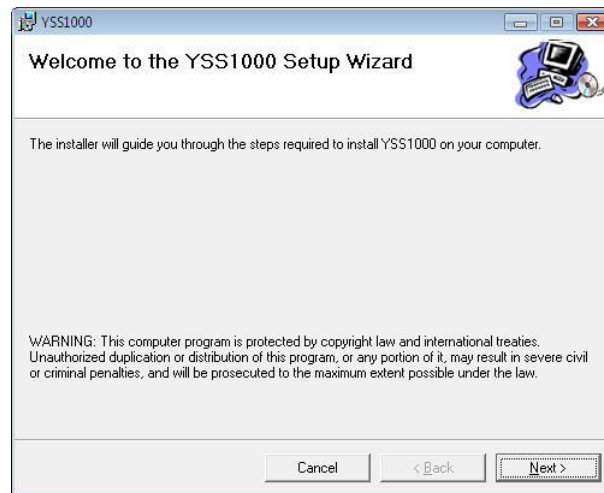 YSS1000
Welcome to the YSS1000 Setup Wizard
The installer will guide you through the steps required to install YSS1000 on your computer.
WARNING: This computer program is protected by copyright law and international treaties.
Unauthorized duplication or distribution of this program, or any portion of it, may result in severe civil
or criminal penalties, and will be prosecuted to the maximum extent possible under the law.
Cancel < Back Next >